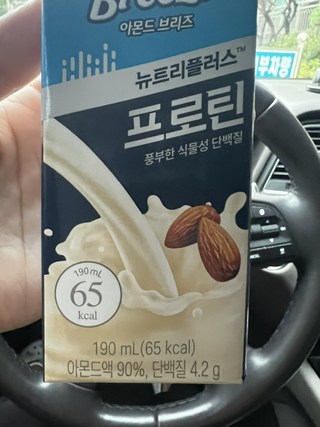 아몬드 브리즈
뉴트리플러스™
프로틴
풍부한 식물성 단백질
190 mL
65
kcal
190 mL(65 kcal)
아몬드액 90%, 단백질 4.2 g